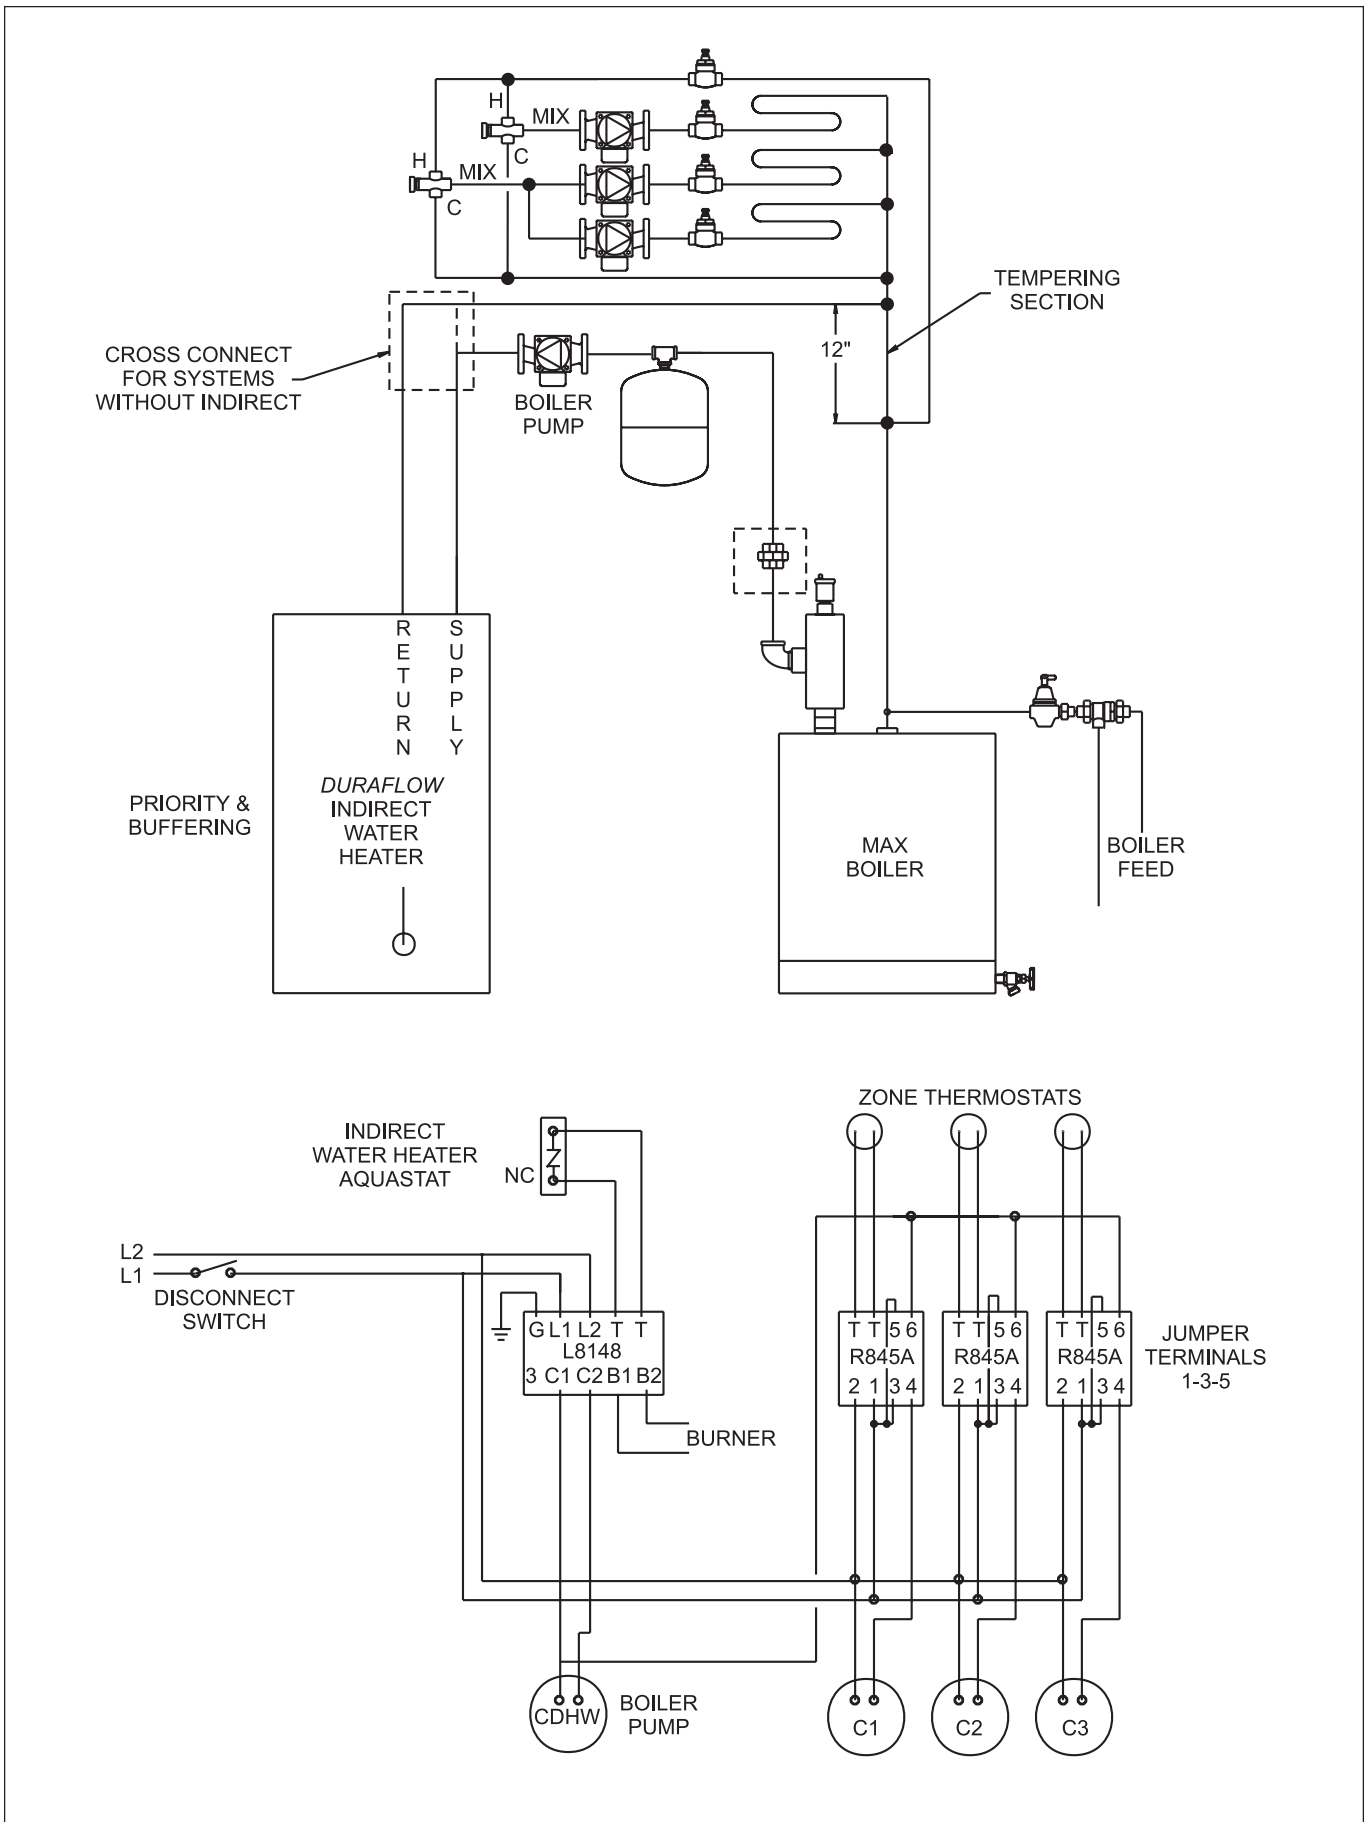 H
MIX
C
H
MIX
C
TEMPERING
SECTION
12"
CROSS CONNECT
FOR SYSTEMS
WITHOUT INDIRECT
BOILER
PUMP
RETURN
SUPPLY
DURAFLOW
INDIRECT
WATER
HEATER
PRIORITY &
BUFFERING
MAX
BOILER
BOILER
FEED
ZONE THERMOSTATS
INDIRECT
WATER HEATER
AQUASTAT
NC
L2
L1
DISCONNECT
SWITCH
G L1 L2 T T
L8148
3 C1 C2 B1 B2
BURNER
T T 5 6
R845A
2 1 3 4
T T 5 6
R845A
2 1 3 4
T T 5 6
R845A
2 1 3 4
JUMPER
TERMINALS
1-3-5
CDHW
BOILER
PUMP
C1
C2
C3